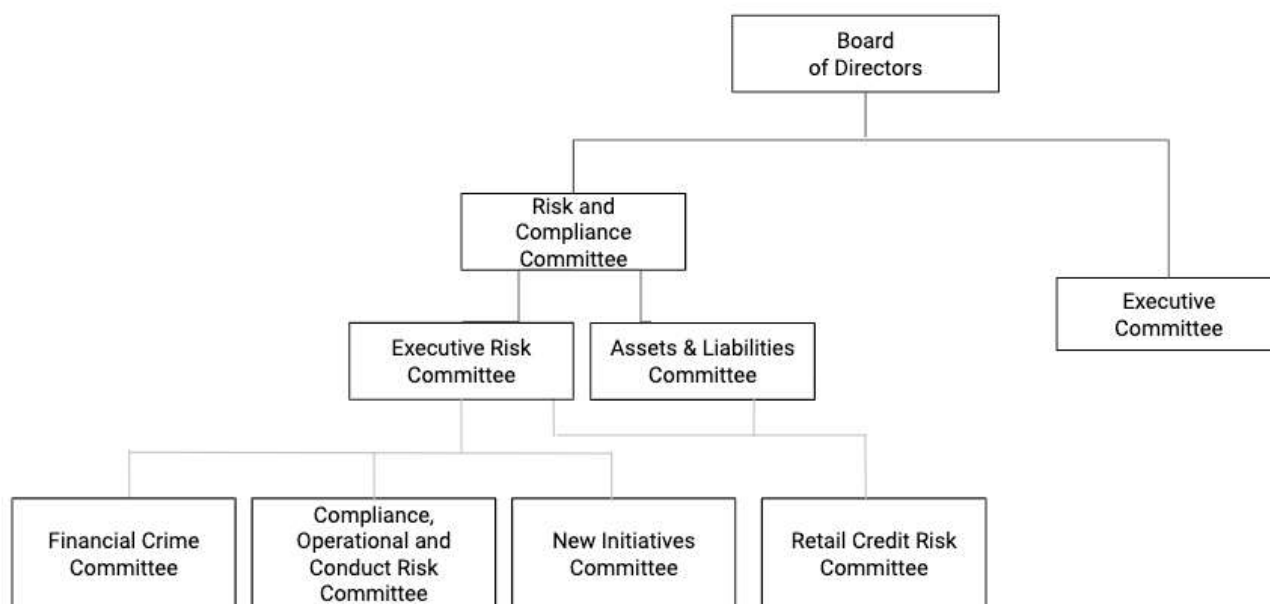 Board
of Directors
Risk and
Compliance
Committee
Executive
Committee
Executive Risk
Committee
Assets & Liabilities
Committee
Financial Crime
Committee
Compliance,
Operational and
Conduct Risk
Committee
New Initiatives
Committee
Retail Credit Risk
Committee